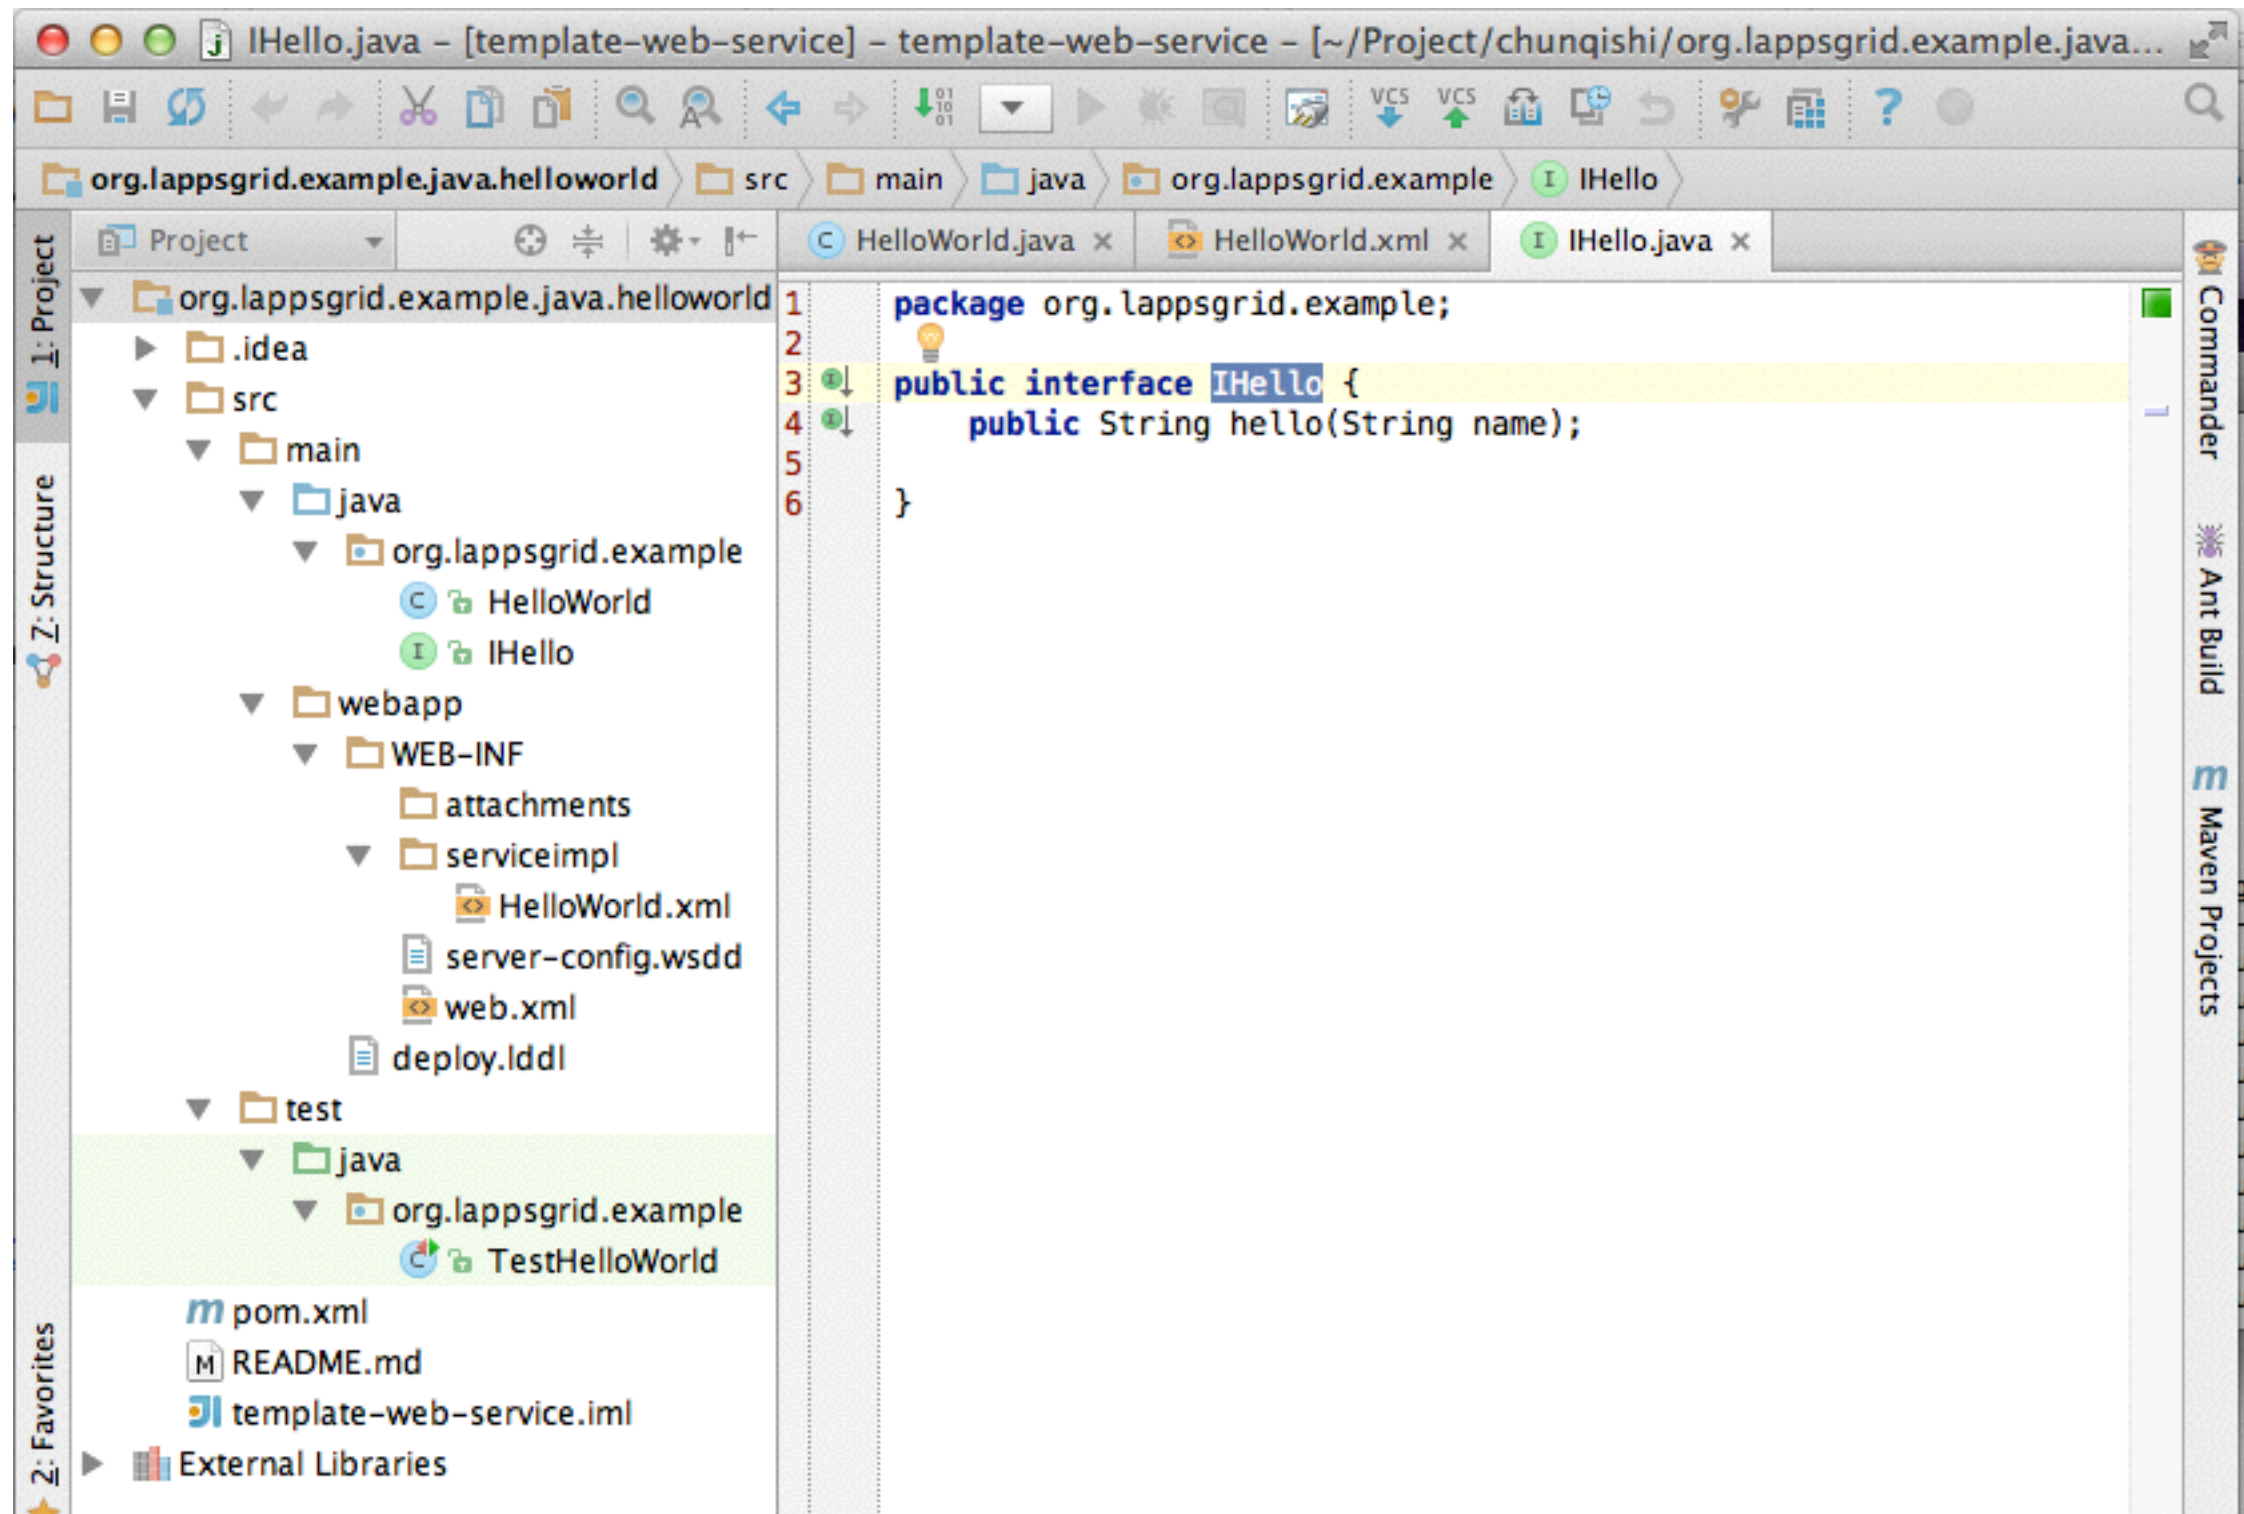 IHello.java – [template-web-service] – template-web-service – [~/Project/chunqishi/org.lappsgrid.example.java...
VCS VCS ?
org.lappsgrid.example.java.helloworld src main java org.lappsgrid.example IHello
1: Project
7: Structure
2: Favorites
Project
org.lappsgrid.example.java.helloworld
.idea
src
main
java
org.lappsgrid.example
HelloWorld
IHello
webapp
WEB-INF
attachments
serviceimpl
HelloWorld.xml
server-config.wsdd
web.xml
deploy.lddl
test
java
org.lappsgrid.example
TestHelloWorld
pom.xml
README.md
template-web-service.iml
External Libraries
HelloWorld.java HelloWorld.xml IHello.java
1 package org.lappsgrid.example;
2
3 public interface IHello {
4 public String hello(String name);
5
6 }
Commander
Ant Build
Maven Projects